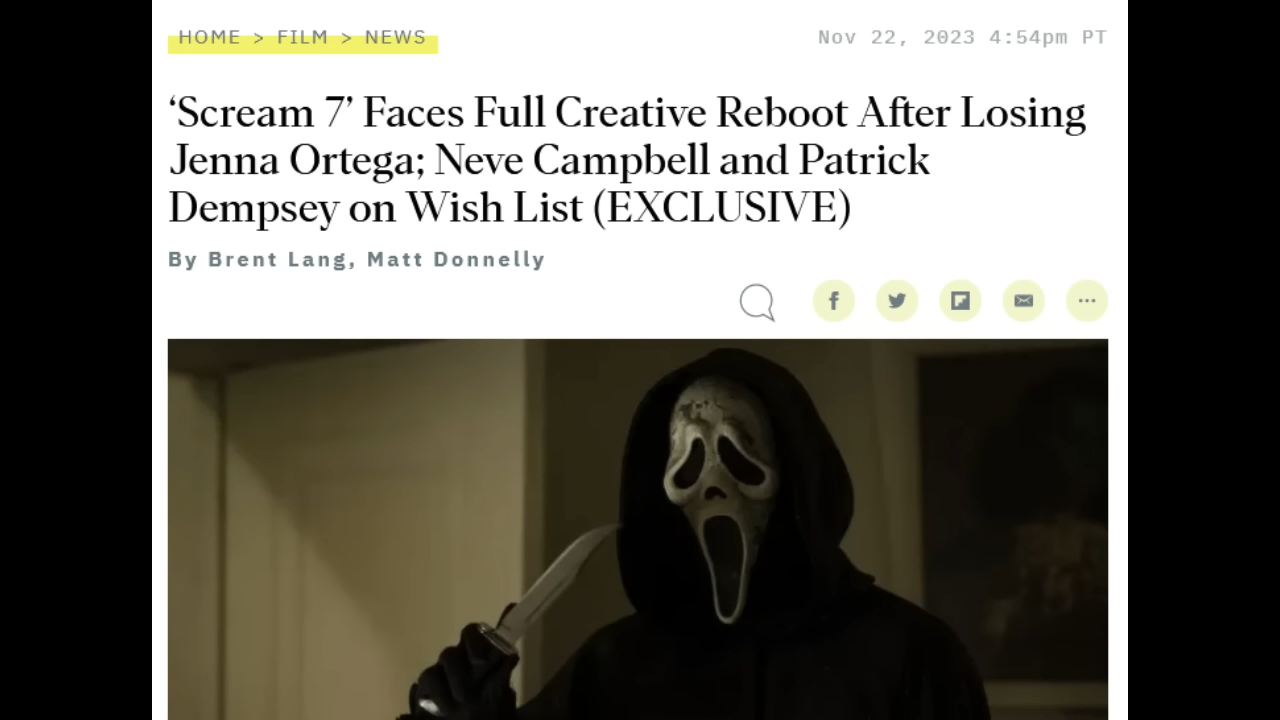 HOME > FILM > NEWS
Nov 22, 2023 4:54pm PT
‘Scream 7’ Faces Full Creative Reboot After Losing
Jenna Ortega; Neve Campbell and Patrick
Dempsey on Wish List (EXCLUSIVE)
By Brent Lang, Matt Donnelly